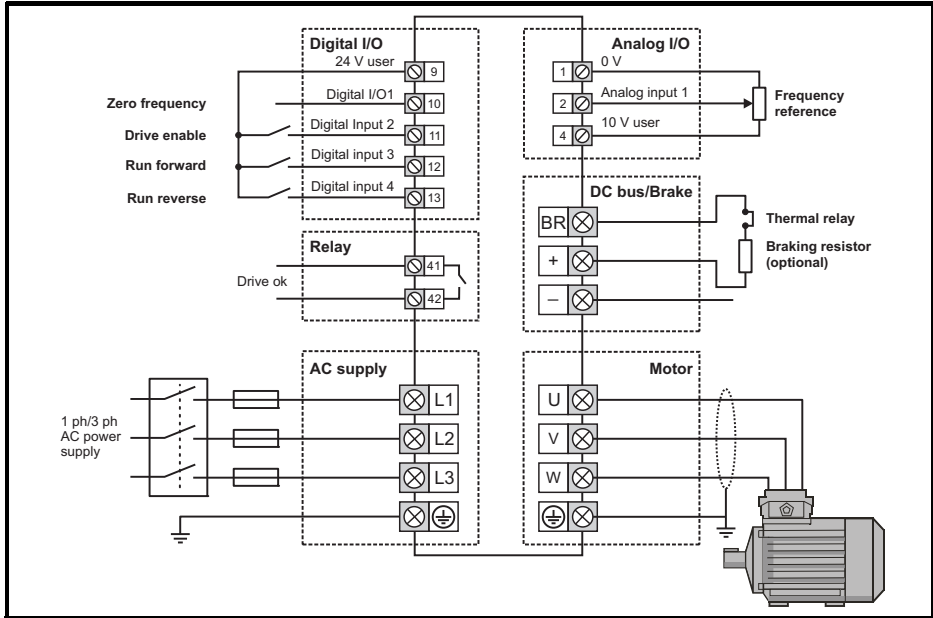 Digital I/O
24 V user
9
Zero frequency
Digital I/O1
10
Drive enable
Digital Input 2
11
Run forward
Digital input 3
12
Run reverse
Digital input 4
13
Relay
Drive ok
41
42
AC supply
1 ph/3 ph
AC power
supply
L1
L2
L3
Analog I/O
1
0 V
2
Analog input 1
Frequency
reference
4
10 V user
DC bus/Brake
BR
+
–
Thermal relay
Braking resistor
(optional)
Motor
U
V
W